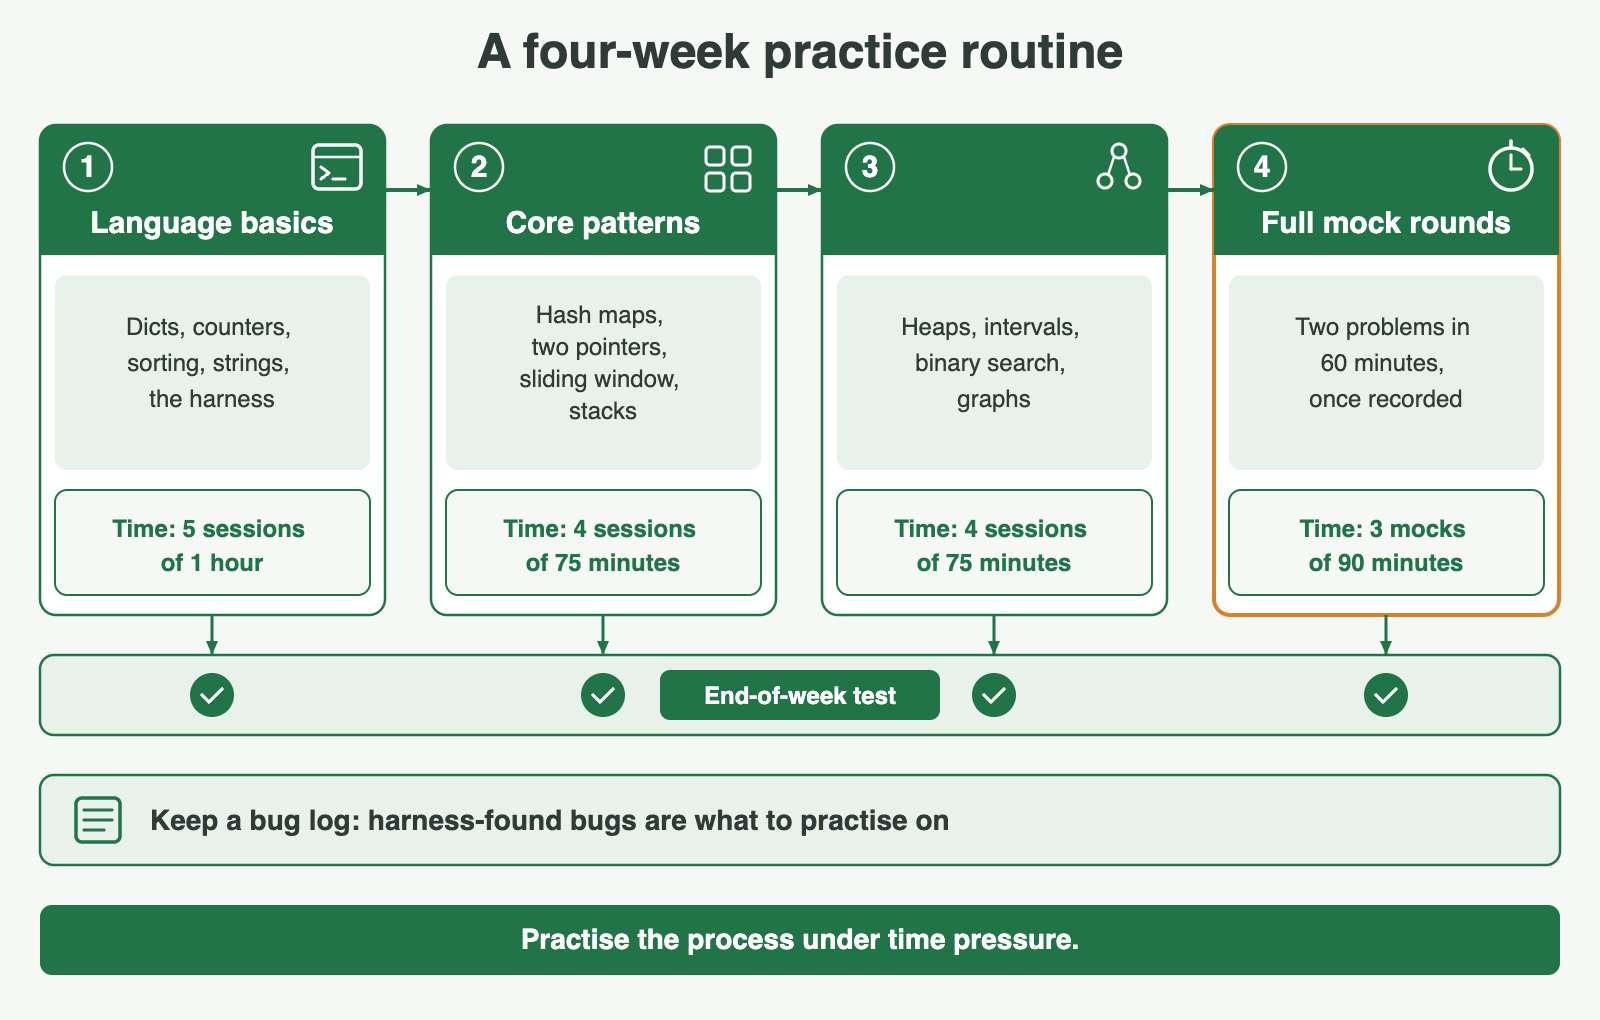 A four-week practice routine
1
Language basics
Dicts, counters,
sorting, strings,
the harness
Time: 5 sessions
of 1 hour
2
Core patterns
Hash maps,
two pointers,
sliding window,
stacks
Time: 4 sessions
of 75 minutes
3
Heaps, intervals,
binary search,
graphs
Time: 4 sessions
of 75 minutes
4
Full mock rounds
Two problems in
60 minutes,
once recorded
Time: 3 mocks
of 90 minutes
End-of-week test
Keep a bug log: harness-found bugs are what to practise on
Practise the process under time pressure.